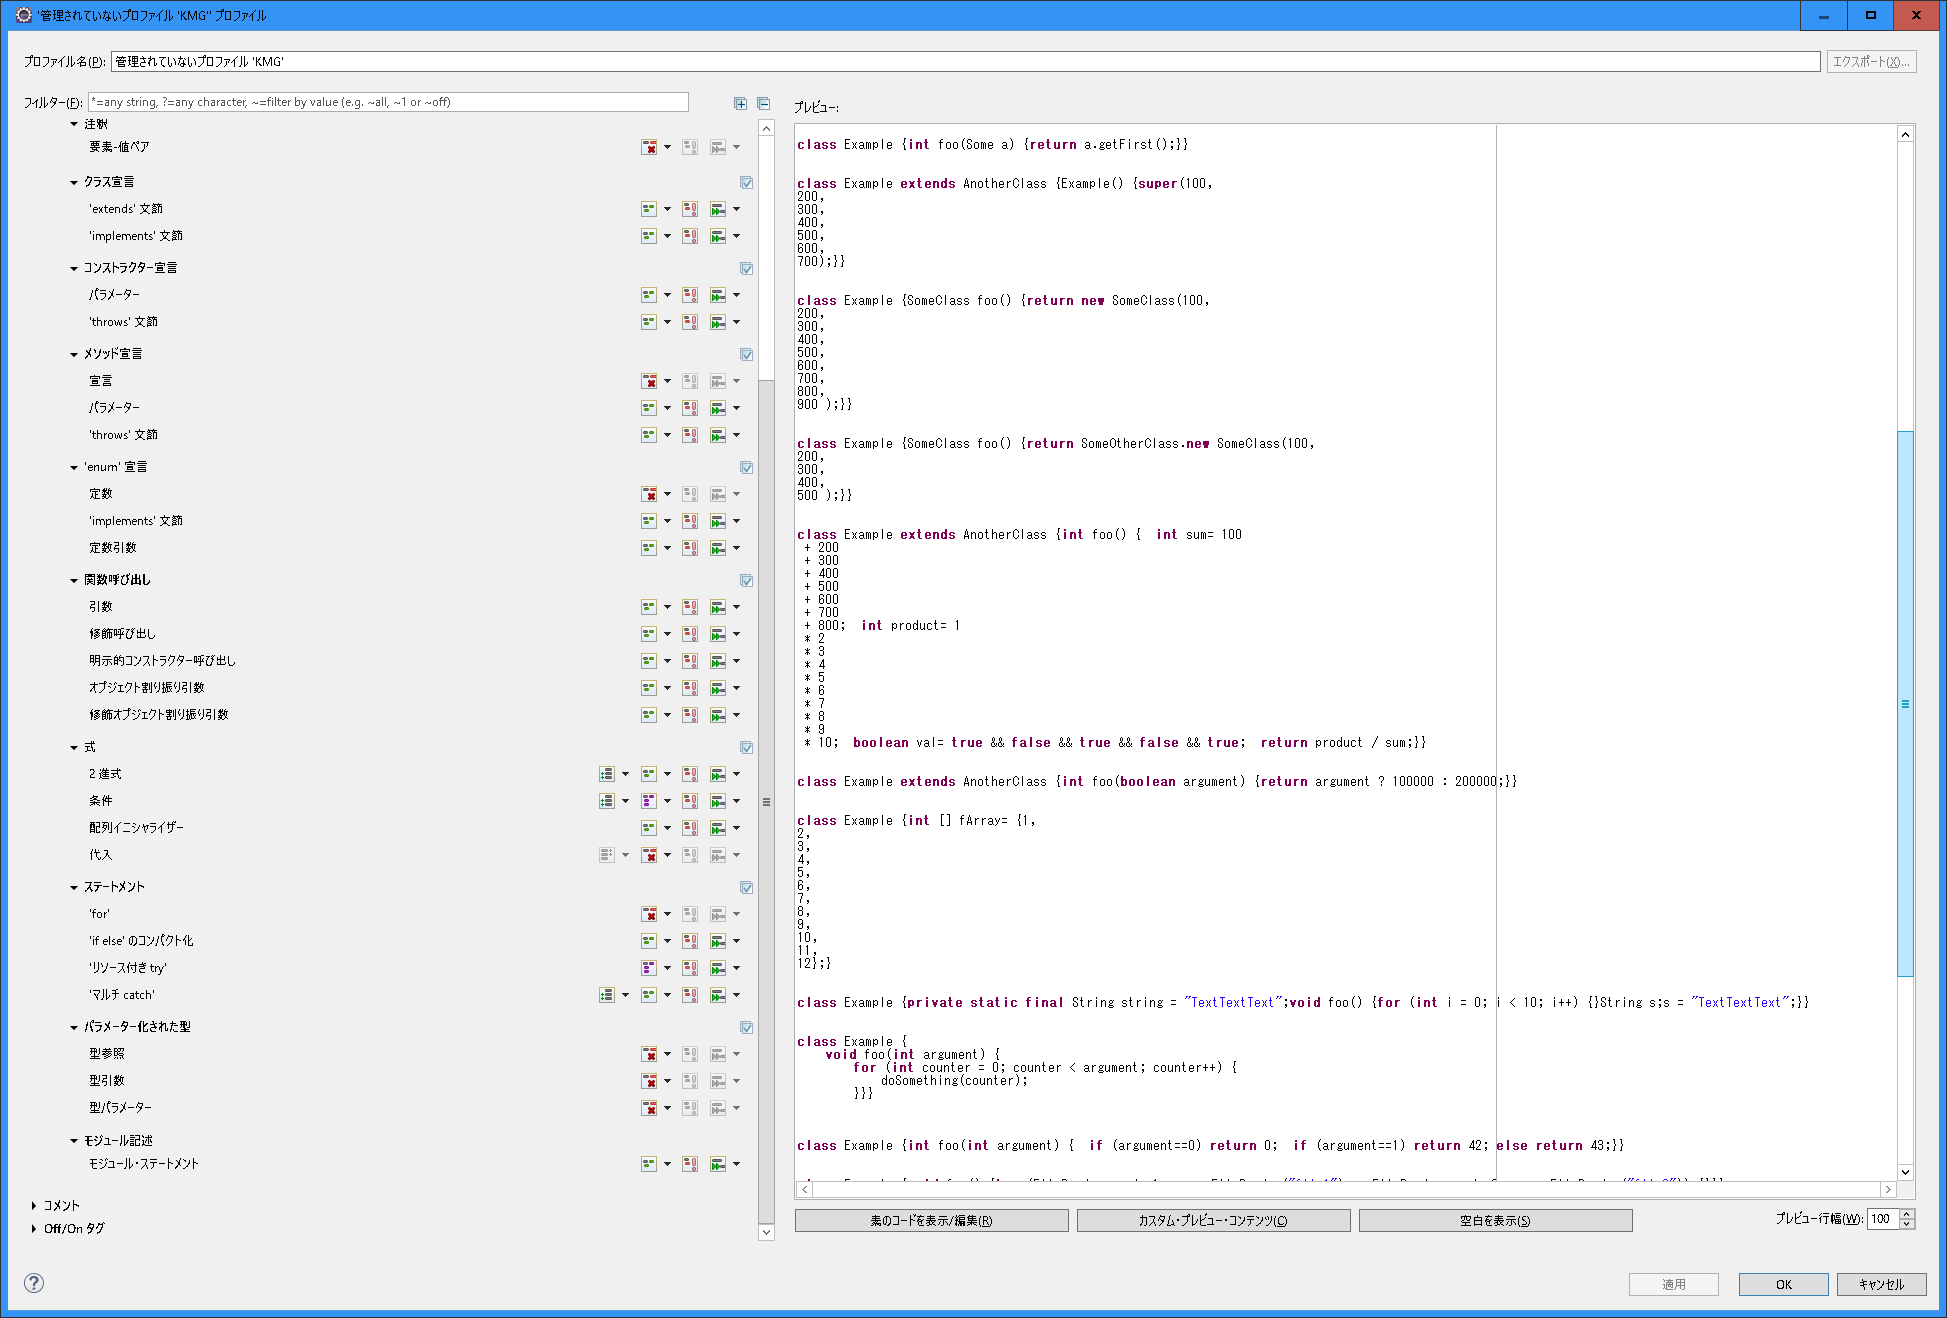 '管理されていないプロファイル 'KMG'' プロファイル
プロファイル名(P): 管理されていないプロファイル 'KMG' エクスポート(X)...
フィルター(F): *=any string, ?=any character, ~=filter by value (e.g. ~all, ~1 or ~off)
注釈
要素-値ペア
クラス宣言
'extends' 文節
'implements' 文節
コンストラクター宣言
パラメーター
'throws' 文節
メソッド宣言
宣言
パラメーター
'throws' 文節
'enum' 宣言
定数
'implements' 文節
定数引数
関数呼び出し
引数
修飾呼び出し
明示的コンストラクター呼び出し
オブジェクト割り振り引数
修飾オブジェクト割り振り引数
式
2 進式
条件
配列イニシャライザー
代入
ステートメント
'for'
'if else' のコンパクト化
'リソース付き try'
'マルチ catch'
パラメーター化された型
型参照
型引数
型パラメーター
モジュール記述
モジュール・ステートメント
コメント
Off/On タグ
プレビュー:
class Example {int foo(Some a) {return a.getFirst();}}
class Example extends AnotherClass {Example() {super(100,
200,
300,
400,
500,
600,
700);}}
class Example {SomeClass foo() {return new SomeClass(100,
200,
300,
400,
500,
600,
700,
800,
900 );}}
class Example {SomeClass foo() {return SomeOtherClass.new SomeClass(100,
200,
300,
400,
500 );}}
class Example extends AnotherClass {int foo() {  int sum= 100
 + 200
 + 300
 + 400
 + 500
 + 600
 + 700
 + 800;  int product= 1
 * 2
 * 3
 * 4
 * 5
 * 6
 * 7
 * 8
 * 9
 * 10;  boolean val= true && false && true && false && true;  return product / sum;}}
class Example extends AnotherClass {int foo(boolean argument) {return argument ? 100000 : 200000;}}
class Example {int [] fArray= {1,
2,
3,
4,
5,
6,
7,
8,
9,
10,
11,
12};}
class Example {private static final String string = "TextTextText";void foo() {for (int i = 0; i < 10; i++) {}String s;s = "TextTextText";}}
class Example {
    void foo(int argument) {
        for (int counter = 0; counter < argument; counter++) {
            doSomething(counter);
        }}}
class Example {int foo(int argument) {  if (argument==0) return 0;  if (argument==1) return 42; else return 43;}}
素のコードを表示/編集(R) カスタム・プレビュー・コンテンツ(C) 空白を表示(S) プレビュー行幅(W): 100
適用 OK キャンセル